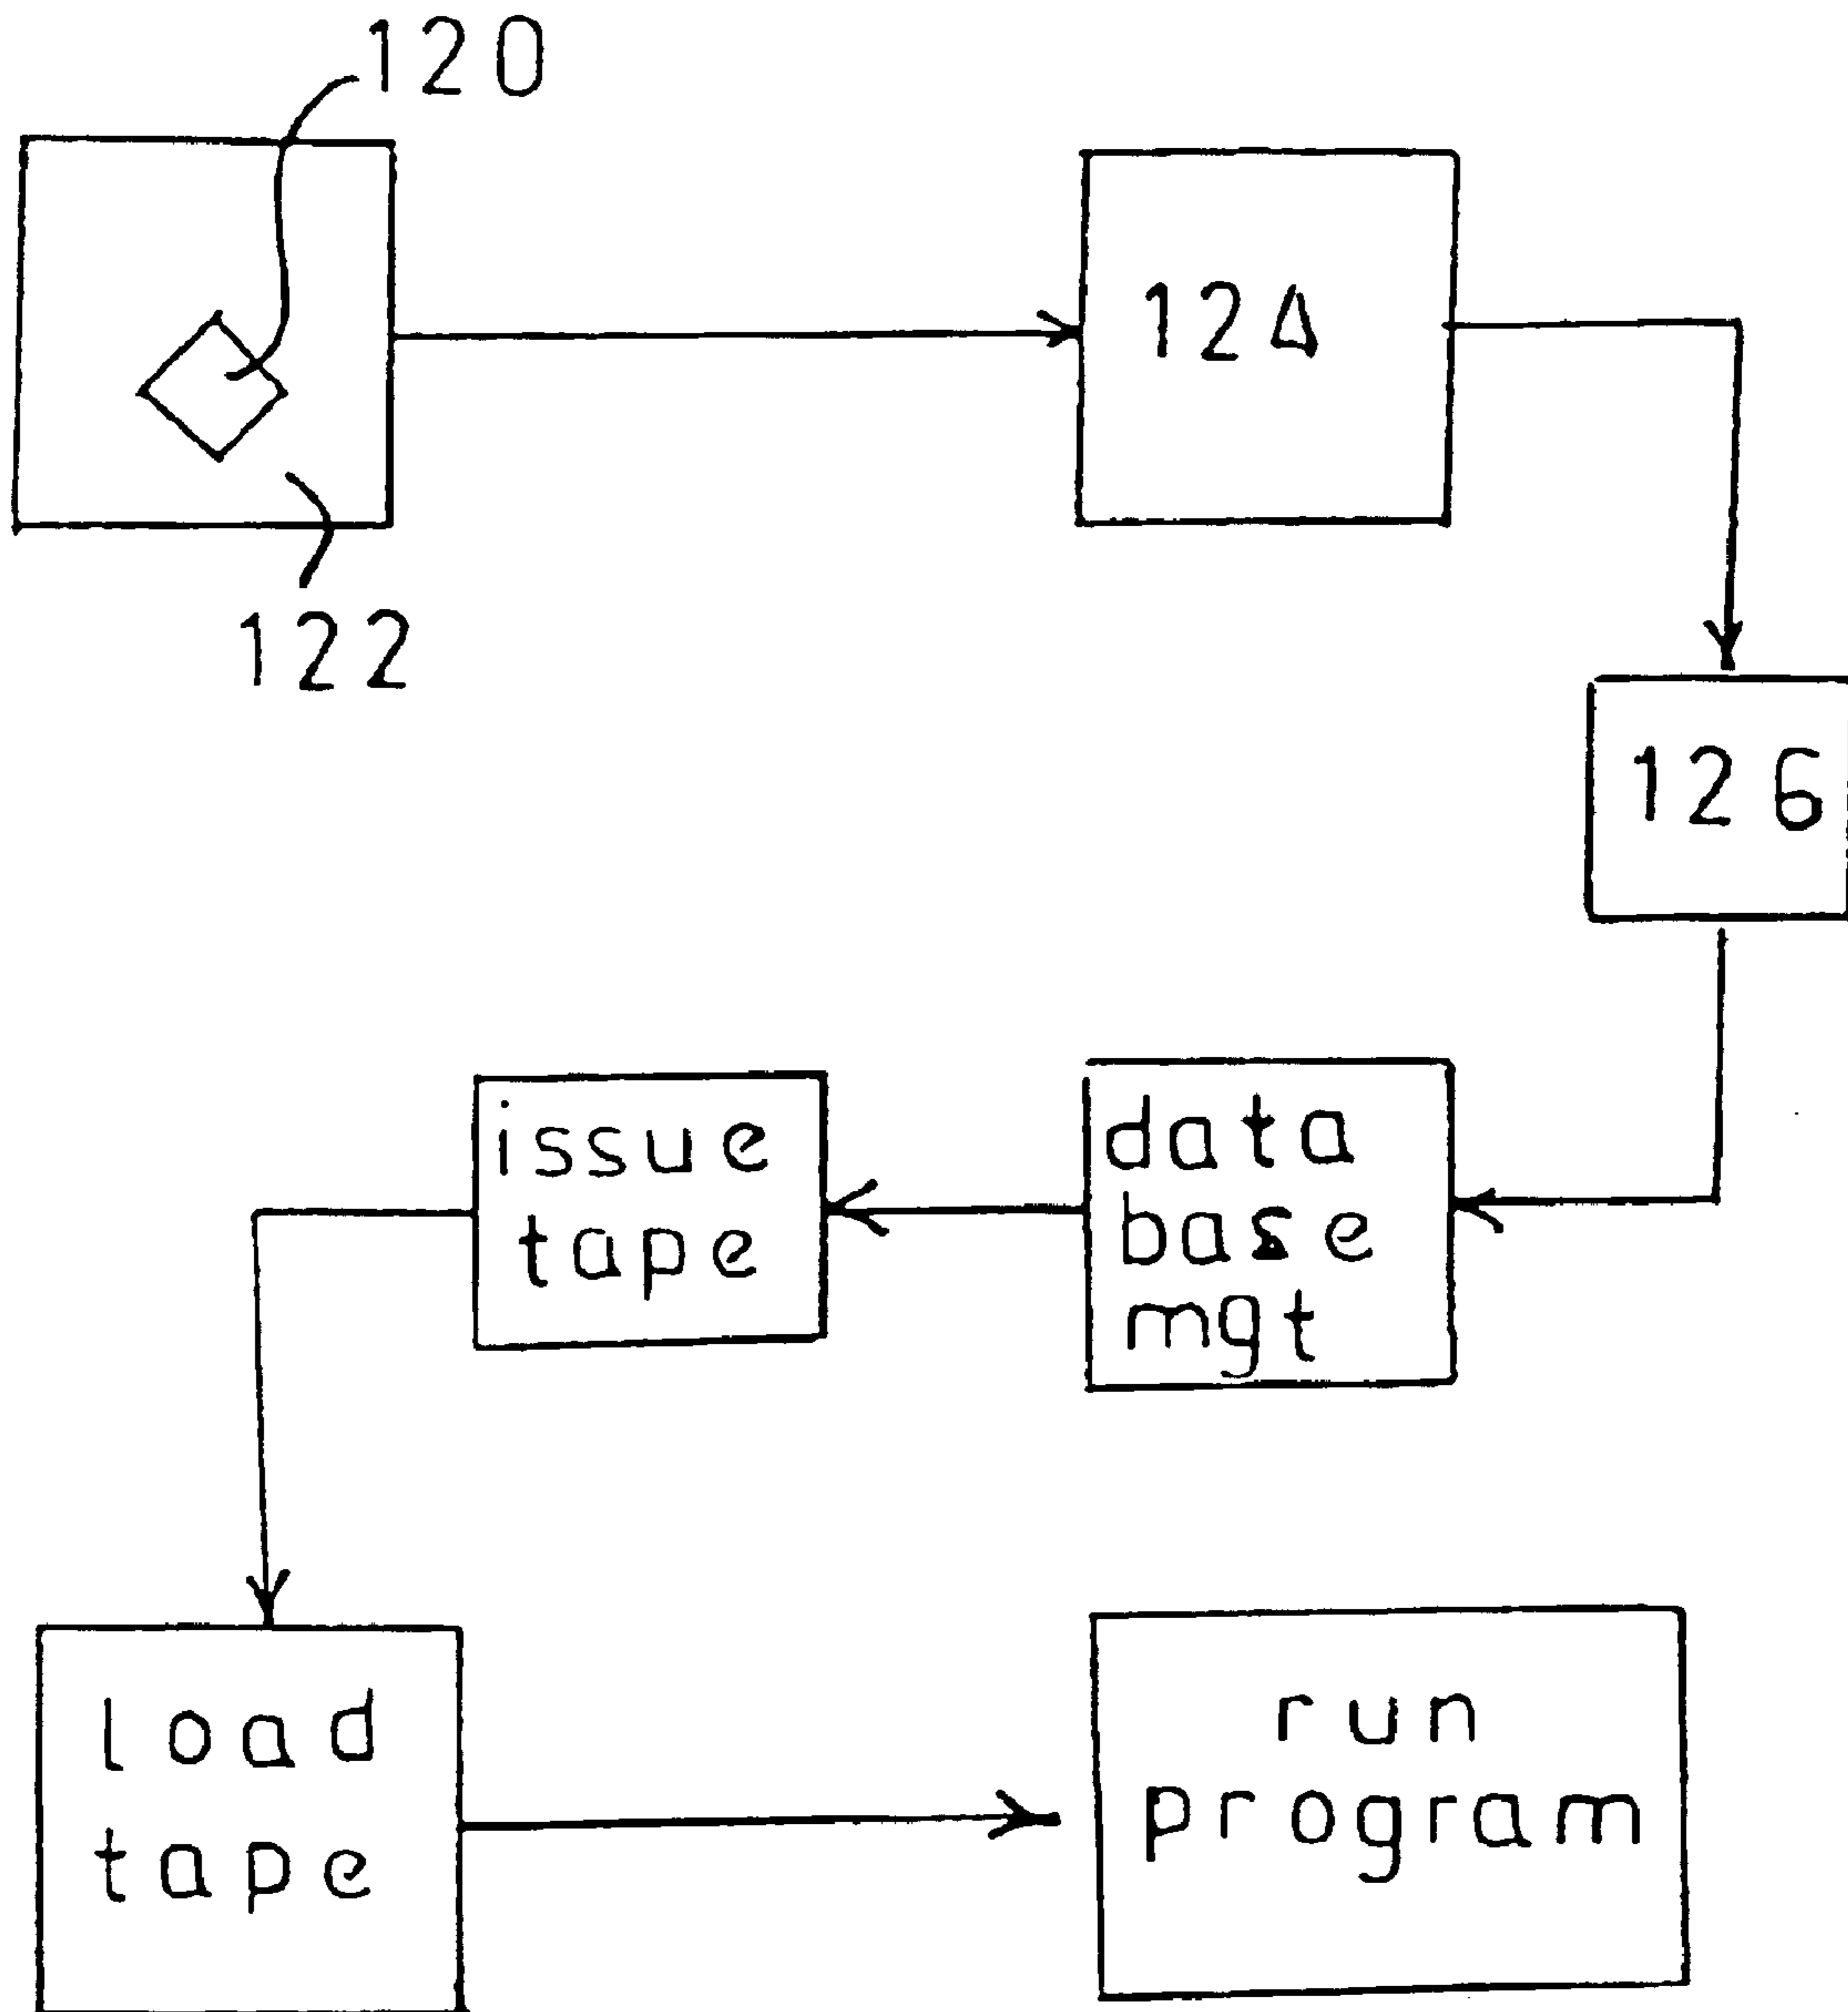 120
124
122
126
data
base
mgt
issue
tape
load
tape
run
program